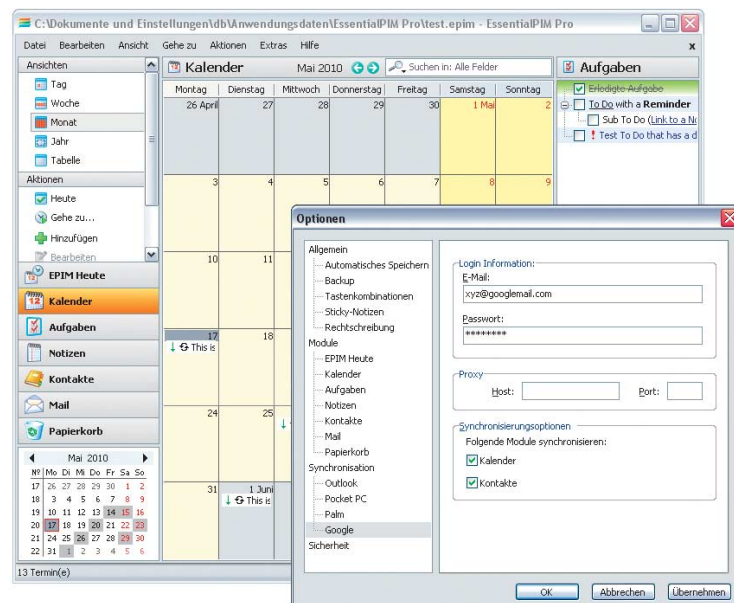 C:\Dokumente und Einstellungen\db\Anwendungsdaten\EssentialPIM Pro\test.epim - EssentialPIM Pro
Datei Bearbeiten Ansicht Gehe zu Aktionen Extras Hilfe x
Ansichten
Tag
Woche
Monat
Jahr
Tabelle
Aktionen
Heute
Gehe zu...
Hinzufügen
Bearbeiten
EPIM Heute
Kalender
Aufgaben
Notizen
Kontakte
Mail
Papierkorb
Mai 2010
Nº Mo Di Mi Do Fr Sa So
17 26 27 28 29 30 1 2
18 3 4 5 6 7 8 9
19 10 11 12 13 14 15 16
20 17 18 19 20 21 22 23
21 24 25 26 27 28 29 30
22 31 1 2 3 4 5 6
13 Termin(e)
Kalender Mai 2010 Suchen in: Alle Felder
Montag Dienstag Mittwoch Donnerstag Freitag Samstag Sonntag
26 April 27 28 29 30 1 Mai 2
3 4 5 6 7 8 9
10 11
17 18
This is
24 25
31 1 Juni
This is
Aufgaben
Erledigte Aufgabe
To Do with a Reminder
Sub To Do (Link to a No
! Test To Do that has a d
Optionen
Allgemein
Automatisches Speichern
Backup
Tastenkombinationen
Sticky-Notizen
Rechtschreibung
Module
EPIM Heute
Kalender
Aufgaben
Notizen
Kontakte
Mail
Papierkorb
Synchronisation
Outlook
Pocket PC
Palm
Google
Sicherheit
Login Information:
E-Mail:
xyz@googlemail.com
Passwort:
********
Proxy
Host: Port:
Synchronisierungsoptionen
Folgende Module synchronisieren:
Kalender
Kontakte
OK Abbrechen Übernehmen